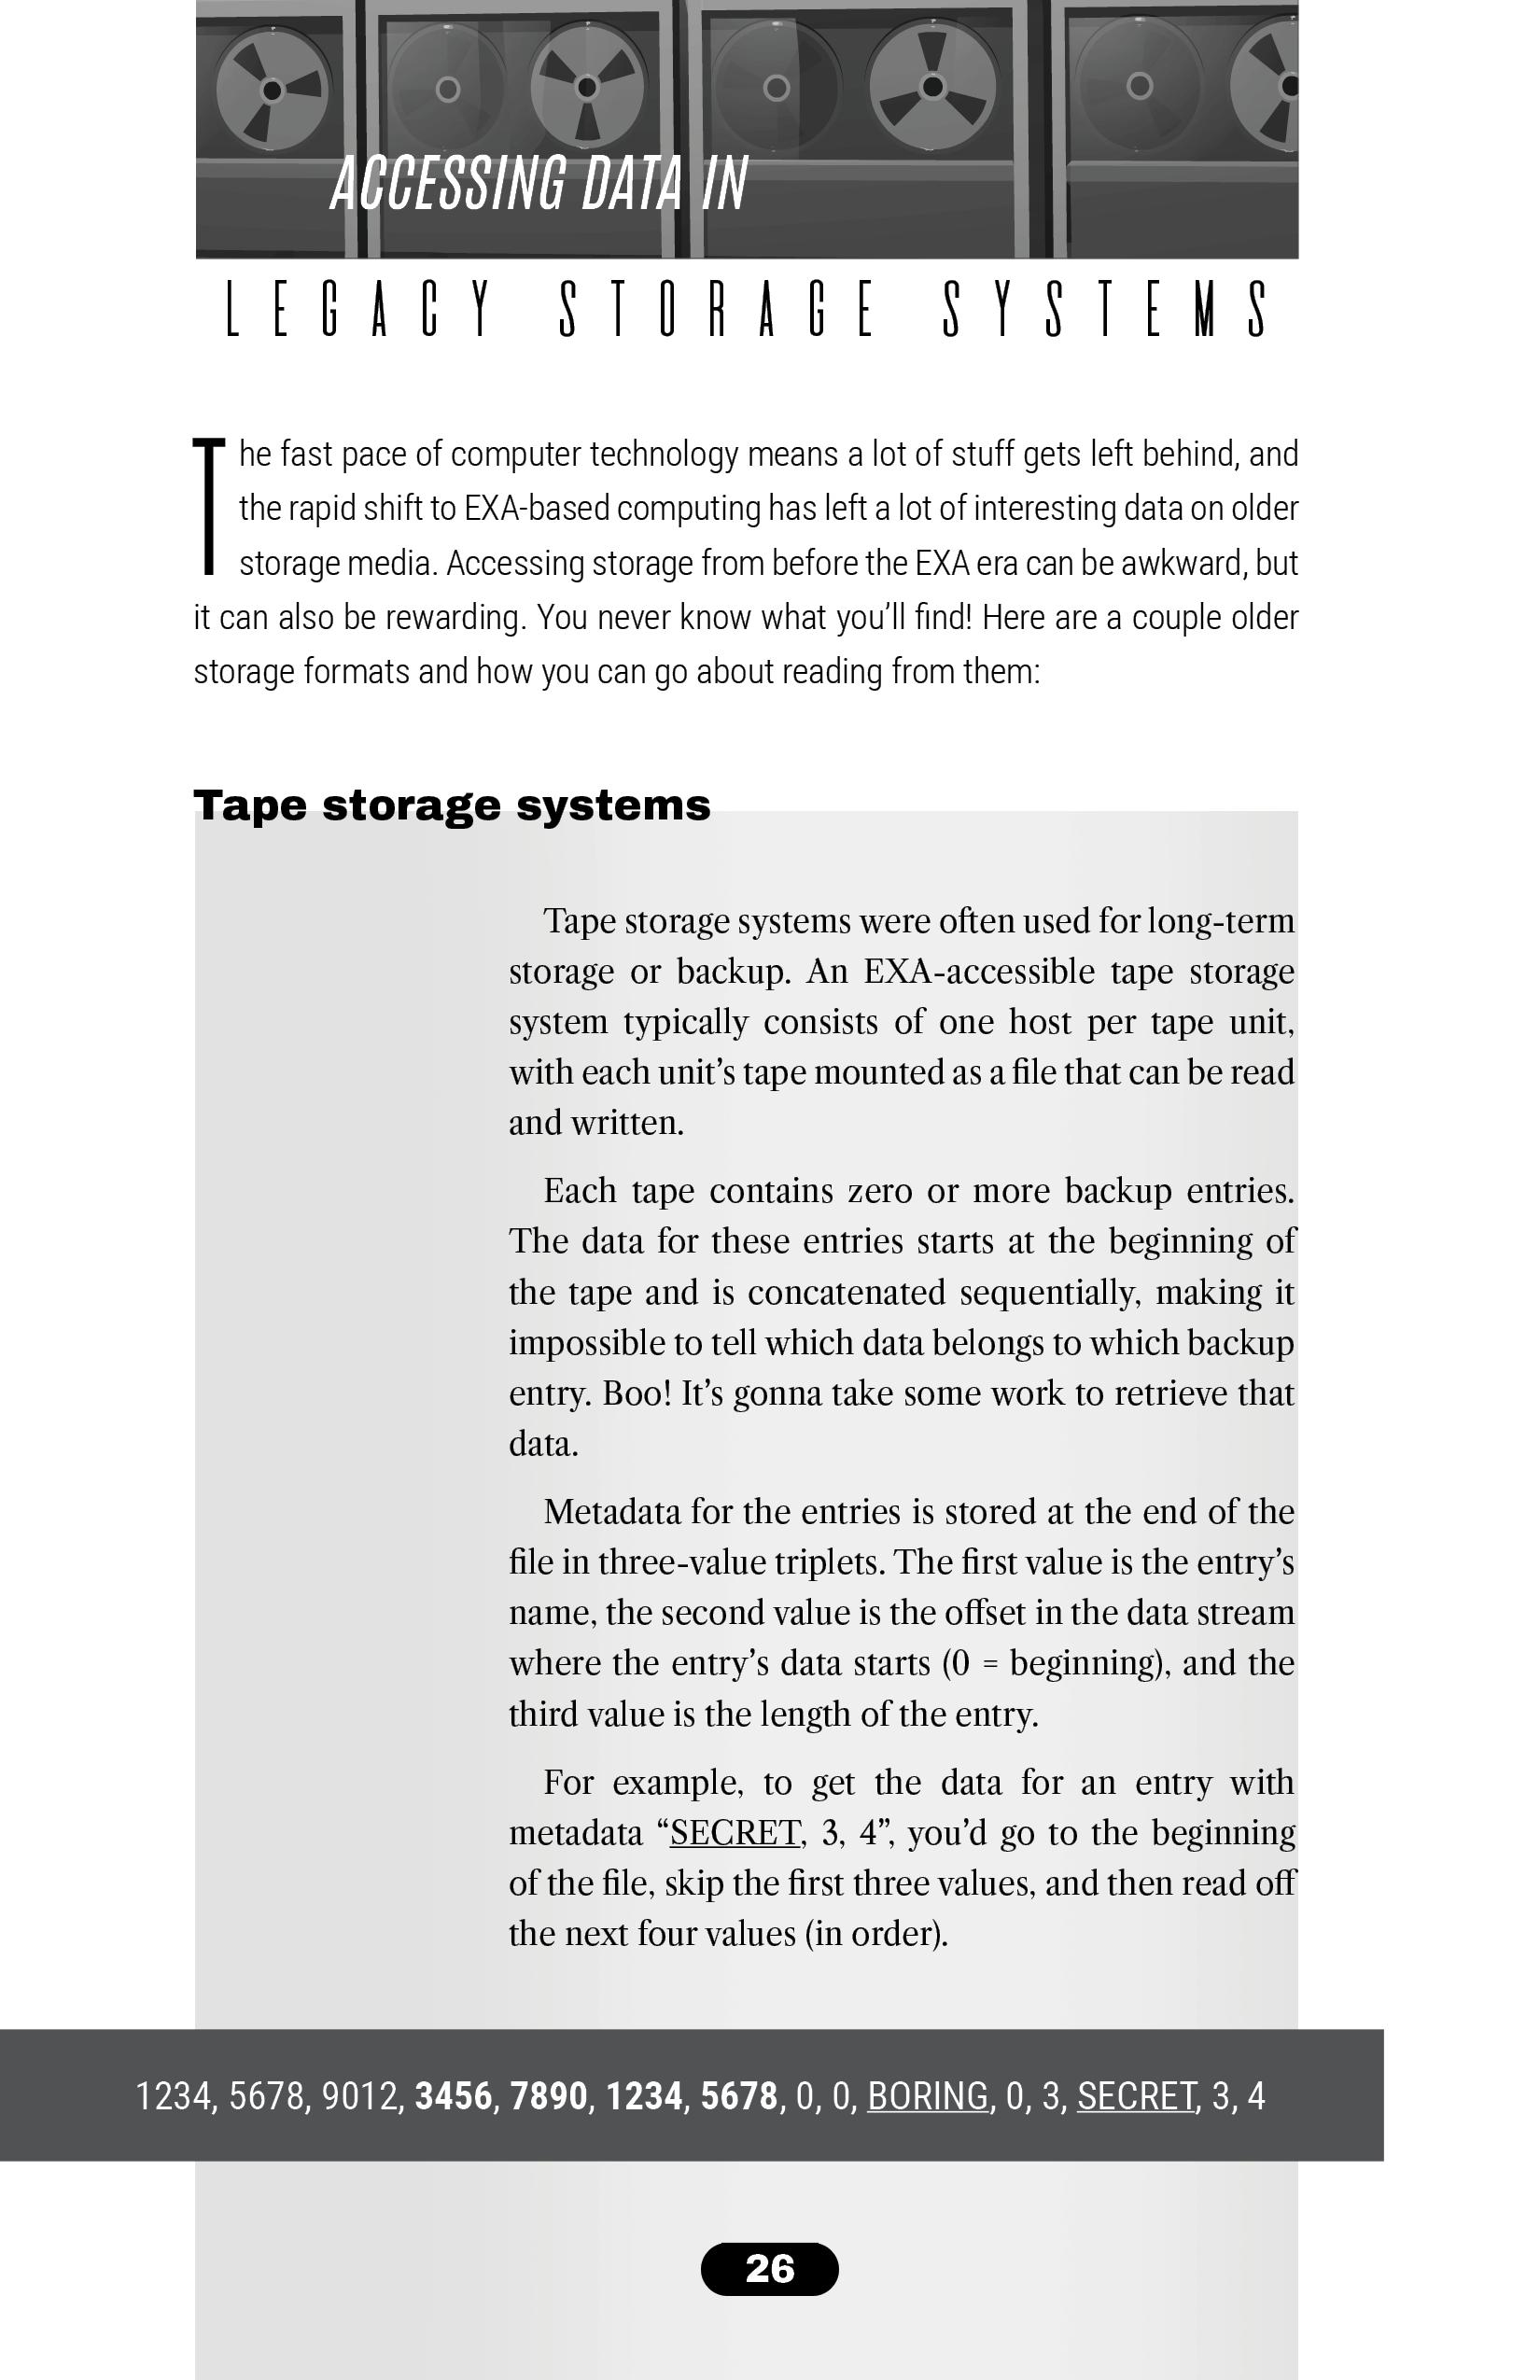 ACCESSING DATA IN
LEGACY STORAGE SYSTEMS
The fast pace of computer technology means a lot of stuff gets left behind, and
the rapid shift to EXA-based computing has left a lot of interesting data on older
storage media. Accessing storage from before the EXA era can be awkward, but
it can also be rewarding. You never know what you’ll find! Here are a couple older
storage formats and how you can go about reading from them:
Tape storage systems
Tape storage systems were often used for long-term
storage or backup. An EXA-accessible tape storage
system typically consists of one host per tape unit,
with each unit’s tape mounted as a file that can be read
and written.
Each tape contains zero or more backup entries.
The data for these entries starts at the beginning of
the tape and is concatenated sequentially, making it
impossible to tell which data belongs to which backup
entry. Boo! It’s gonna take some work to retrieve that
data.
Metadata for the entries is stored at the end of the
file in three-value triplets. The first value is the entry’s
name, the second value is the offset in the data stream
where the entry’s data starts (0 = beginning), and the
third value is the length of the entry.
For example, to get the data for an entry with
metadata “SECRET, 3, 4”, you’d go to the beginning
of the file, skip the first three values, and then read off
the next four values (in order).
1234, 5678, 9012, 3456, 7890, 1234, 5678, 0, 0, BORING, 0, 3, SECRET, 3, 4
26